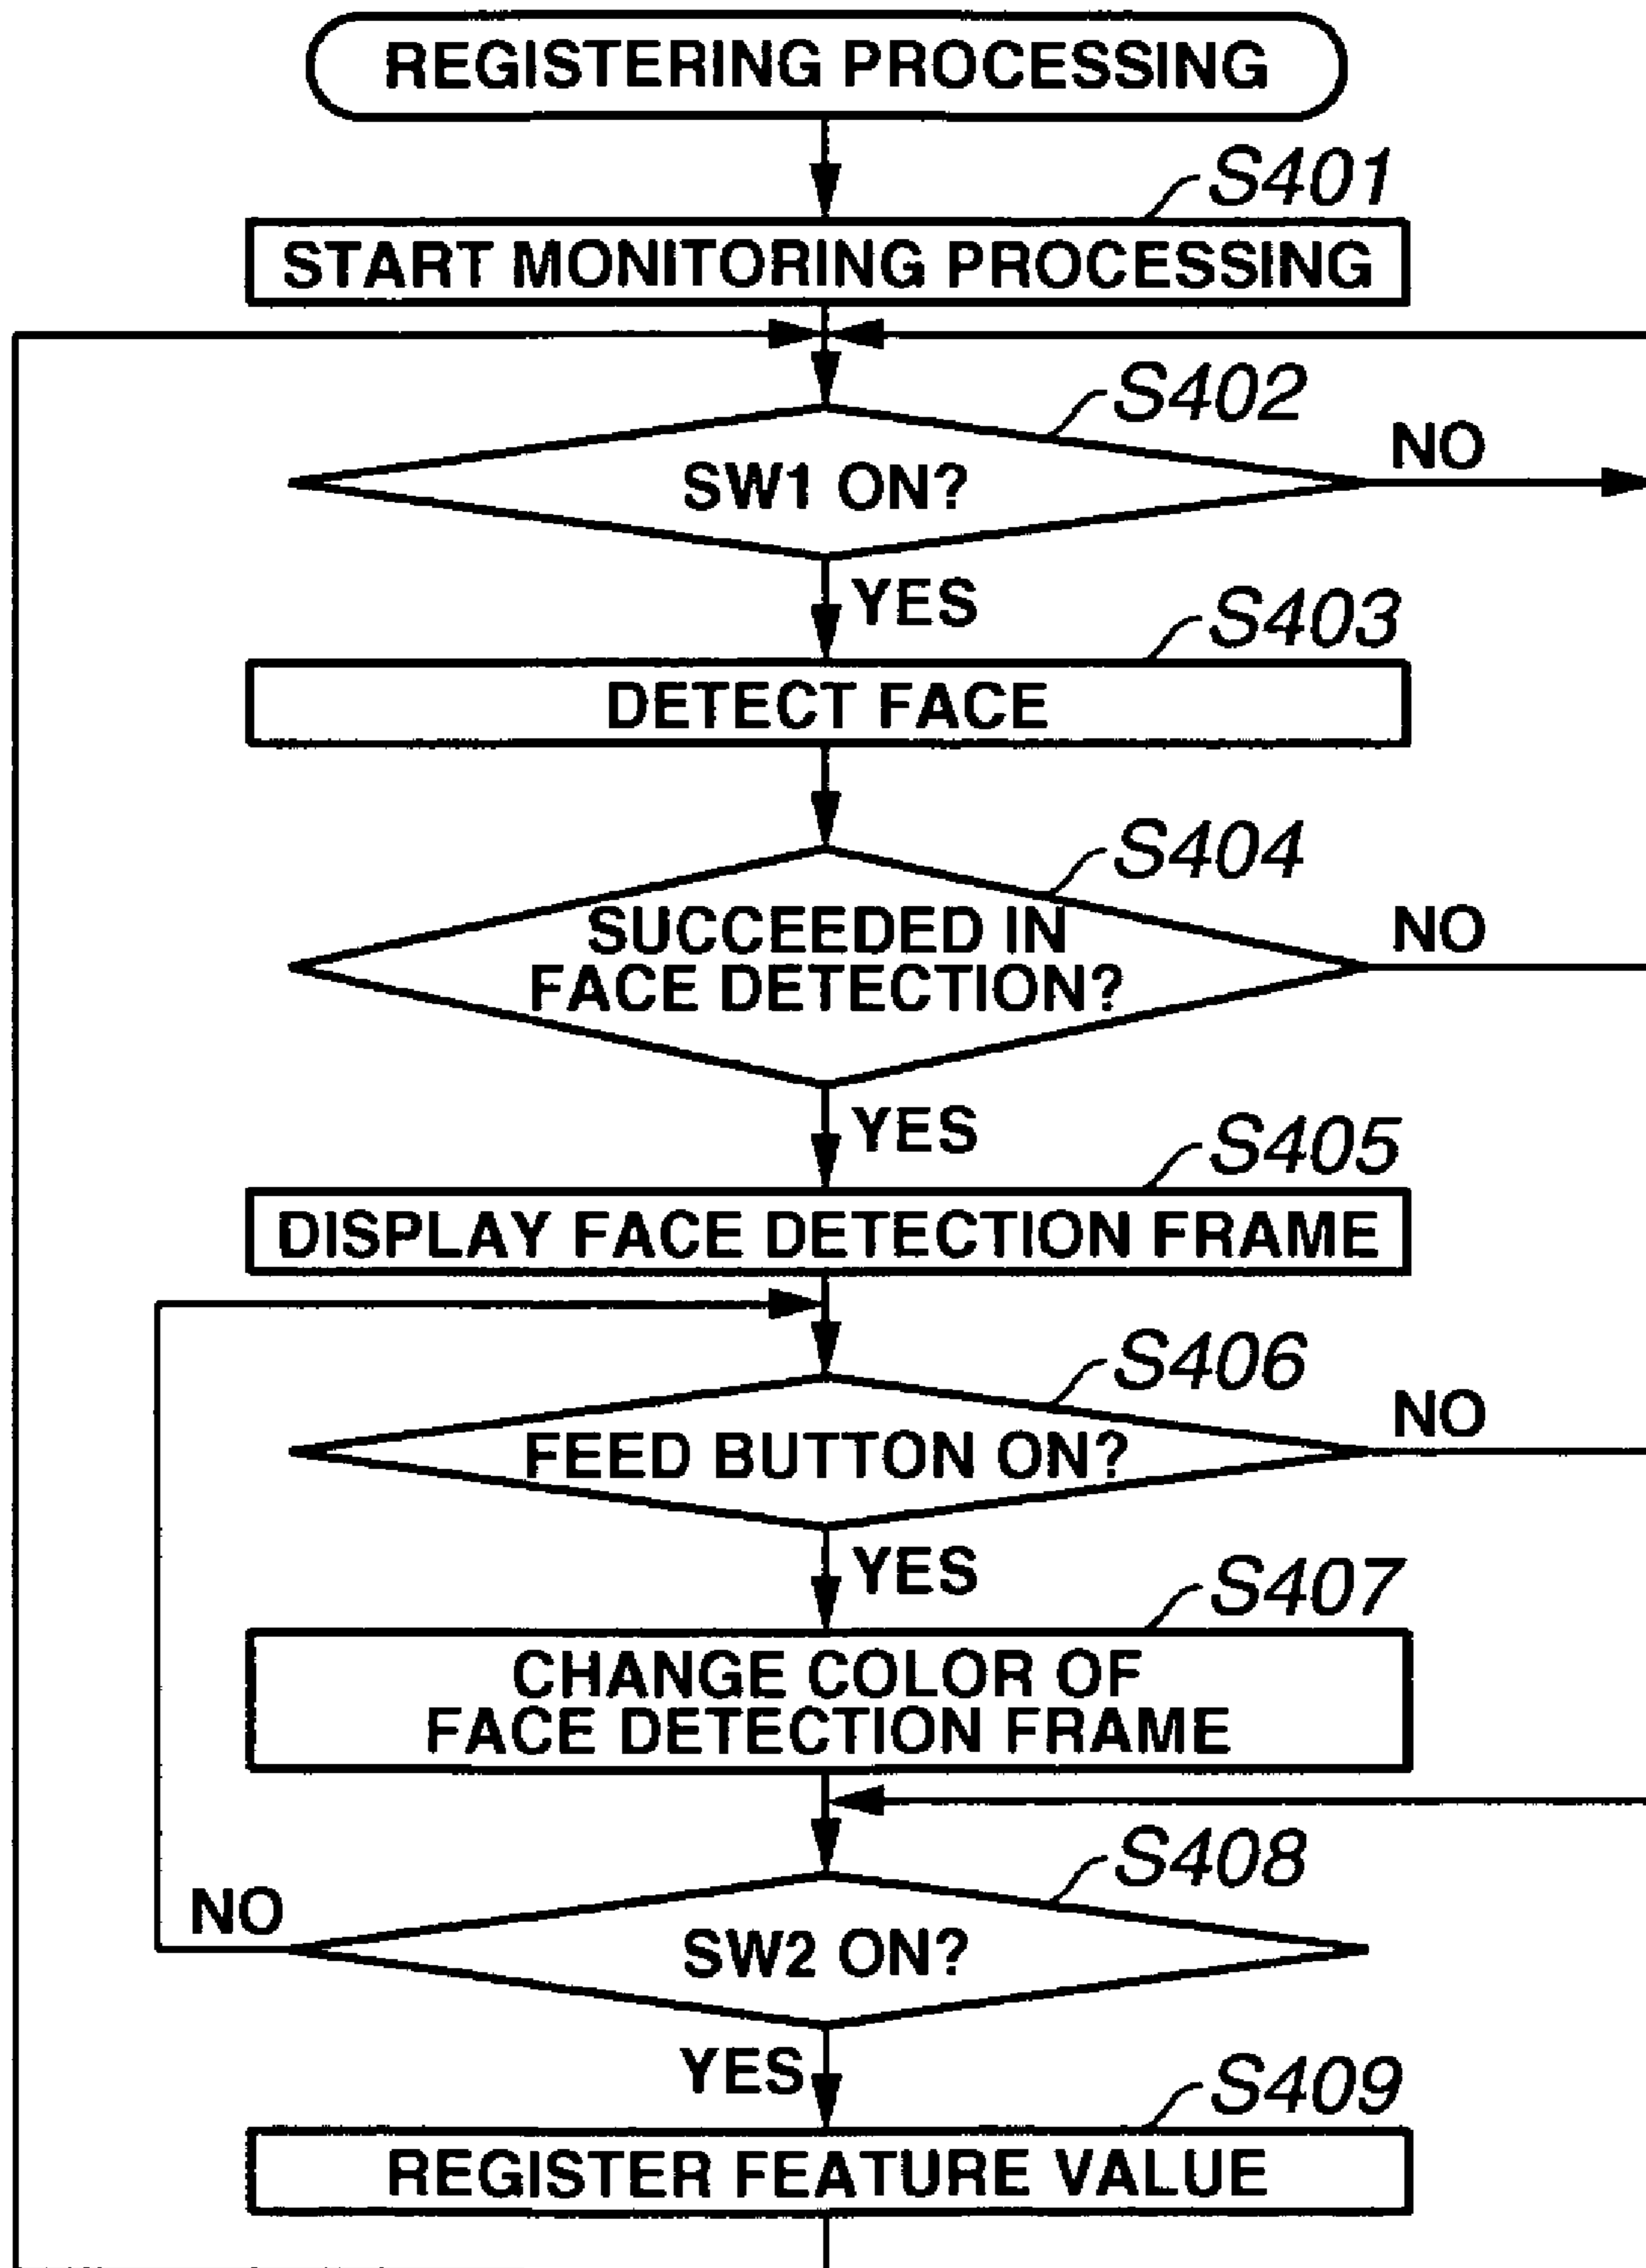 REGISTERING PROCESSING
S401
START MONITORING PROCESSING
S402
SW1 ON?
NO
YES
S403
DETECT FACE
S404
SUCCEEDED IN
FACE DETECTION?
NO
YES
S405
DISPLAY FACE DETECTION FRAME
S406
FEED BUTTON ON?
NO
YES
S407
CHANGE COLOR OF
FACE DETECTION FRAME
S408
SW2 ON?
NO
YES
S409
REGISTER FEATURE VALUE